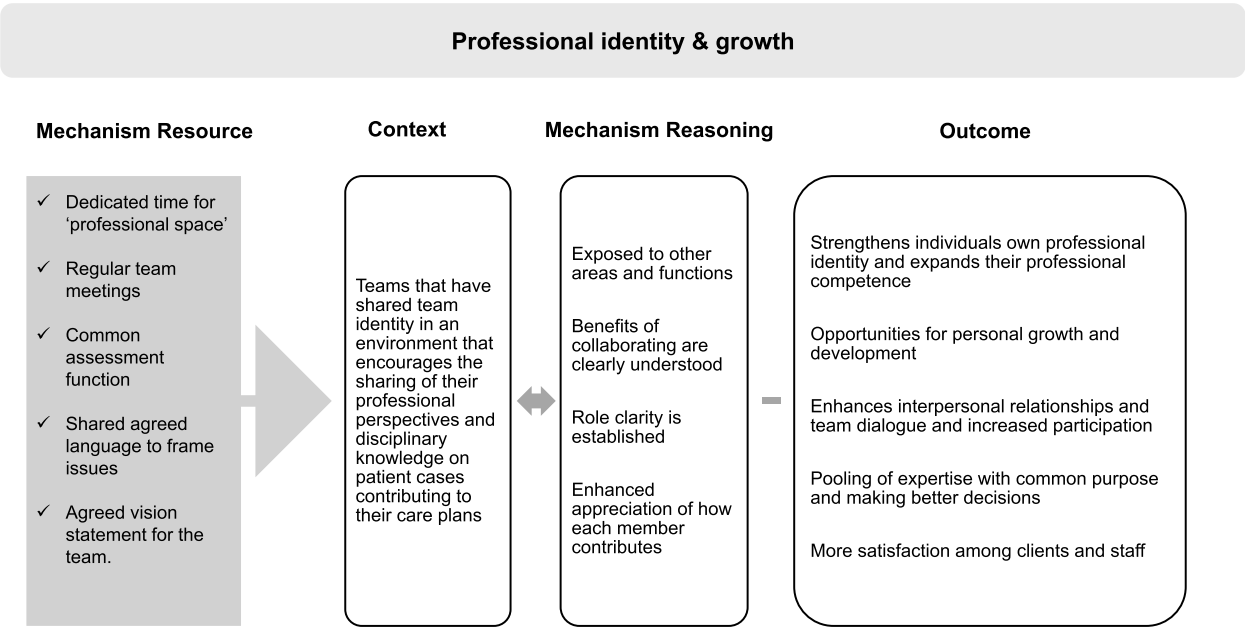 Professional identity & growth
Mechanism Resource
Context
Mechanism Reasoning
Outcome
✓ Dedicated time for
‘professional space’
✓ Regular team
meetings
✓ Common
assessment
function
✓ Shared agreed
language to frame
issues
✓ Agreed vision
statement for the
team.
Teams that have
shared team
identity in an
environment that
encourages the
sharing of their
professional
perspectives and
disciplinary
knowledge on
patient cases
contributing to
their care plans
Exposed to other
areas and functions
Benefits of
collaborating are
clearly understood
Role clarity is
established
Enhanced
appreciation of how
each member
contributes
Strengthens individuals own professional
identity and expands their professional
competence
Opportunities for personal growth and
development
Enhances interpersonal relationships and
team dialogue and increased participation
Pooling of expertise with common purpose
and making better decisions
More satisfaction among clients and staff